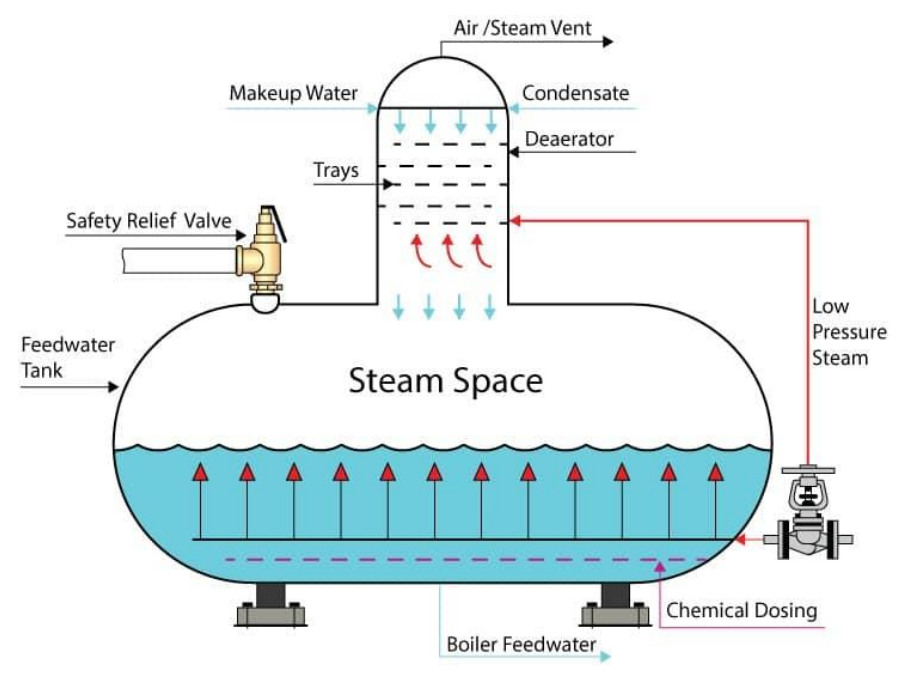 Air /Steam Vent
Makeup Water
Condensate
Deaerator
Trays
Safety Relief Valve
Low
Pressure
Steam
Feedwater
Tank
Steam Space
Chemical Dosing
Boiler Feedwater